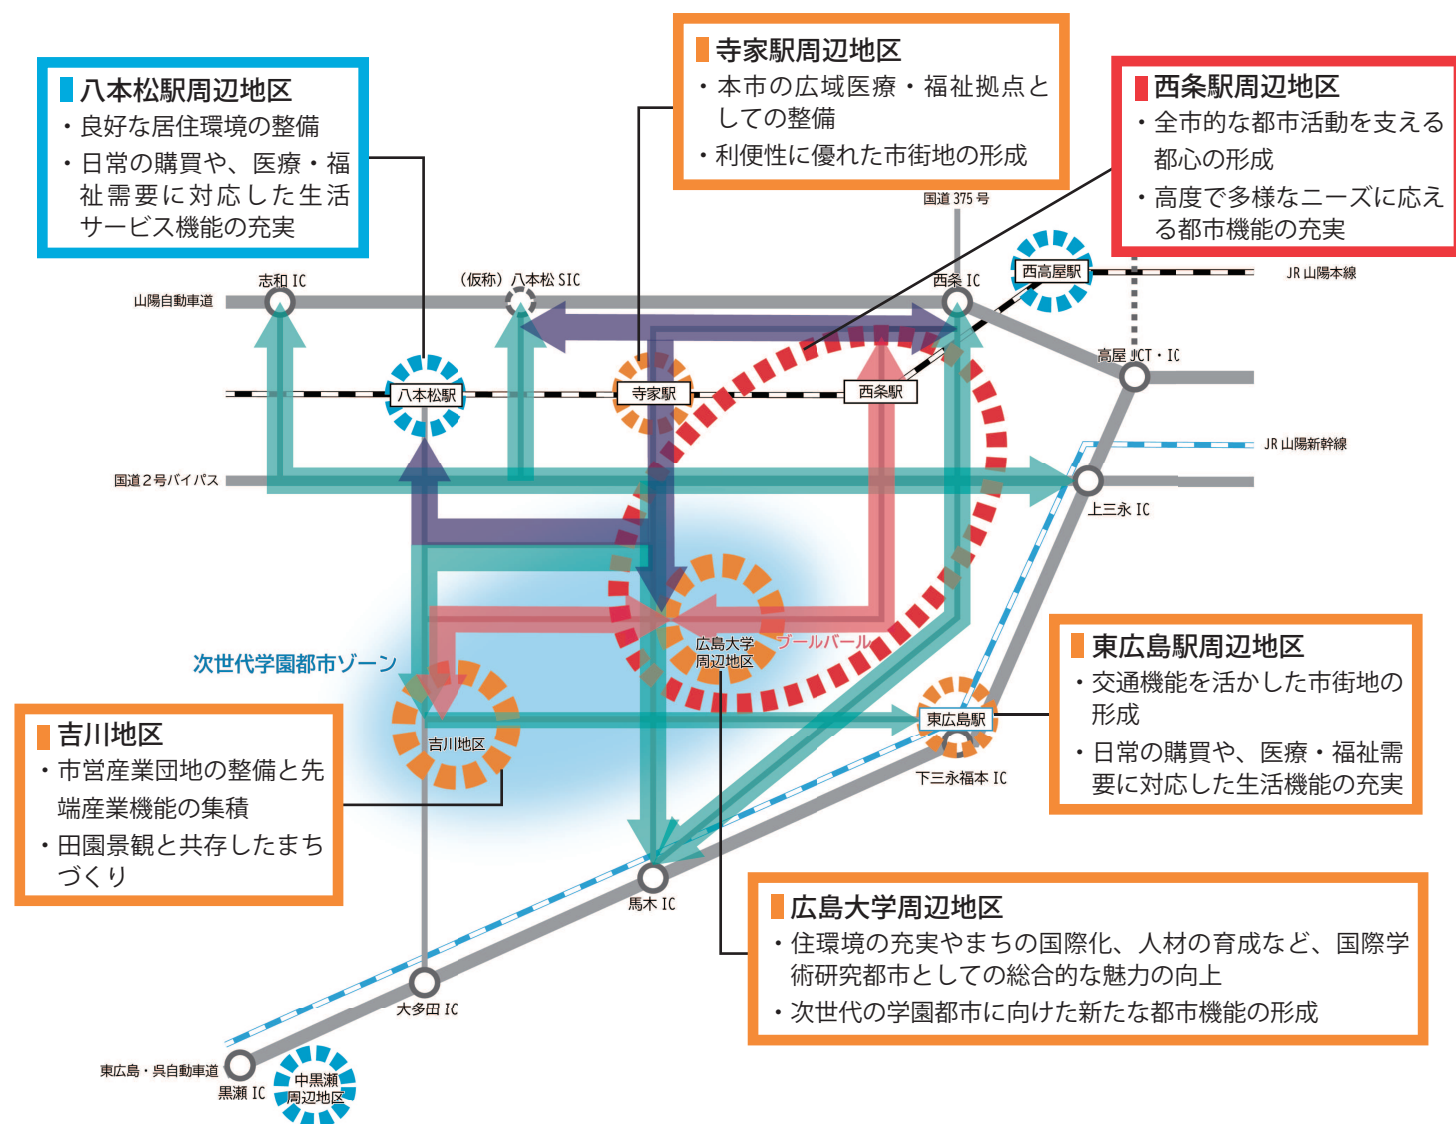 寺家駅周辺地区
・本市の広域医療・福祉拠点と
しての整備
・利便性に優れた市街地の形成
八本松駅周辺地区
・良好な居住環境の整備
・日常の購買や、医療・福
祉需要に対応した生活
サービス機能の充実
西条駅周辺地区
・全市的な都市活動を支える
都心の形成
・高度で多様なニーズに応え
る都市機能の充実
国道375号
志和 IC
（仮称）八本松 SIC
西条 IC
西高屋駅
JR 山陽本線
山陽自動車道
高屋 JCT・IC
八本松駅
寺家駅
西条駅
JR 山陽新幹線
国道２号バイパス
上三永 IC
広島大学
周辺地区
ブールバール
次世代学園都市ゾーン
東広島駅周辺地区
・交通機能を活かした市街地の
形成
・日常の購買や、医療・福祉需
要に対応した生活機能の充実
吉川地区
・市営産業団地の整備と先
端産業機能の集積
・田園景観と共存したまち
づくり
吉川地区
東広島駅
下三永福本 IC
馬木 IC
広島大学周辺地区
・住環境の充実やまちの国際化、人材の育成など、国際学
術研究都市としての総合的な魅力の向上
・次世代の学園都市に向けた新たな都市機能の形成
大多田 IC
東広島・呉自動車道
黒瀬 IC
中黒瀬
周辺地区